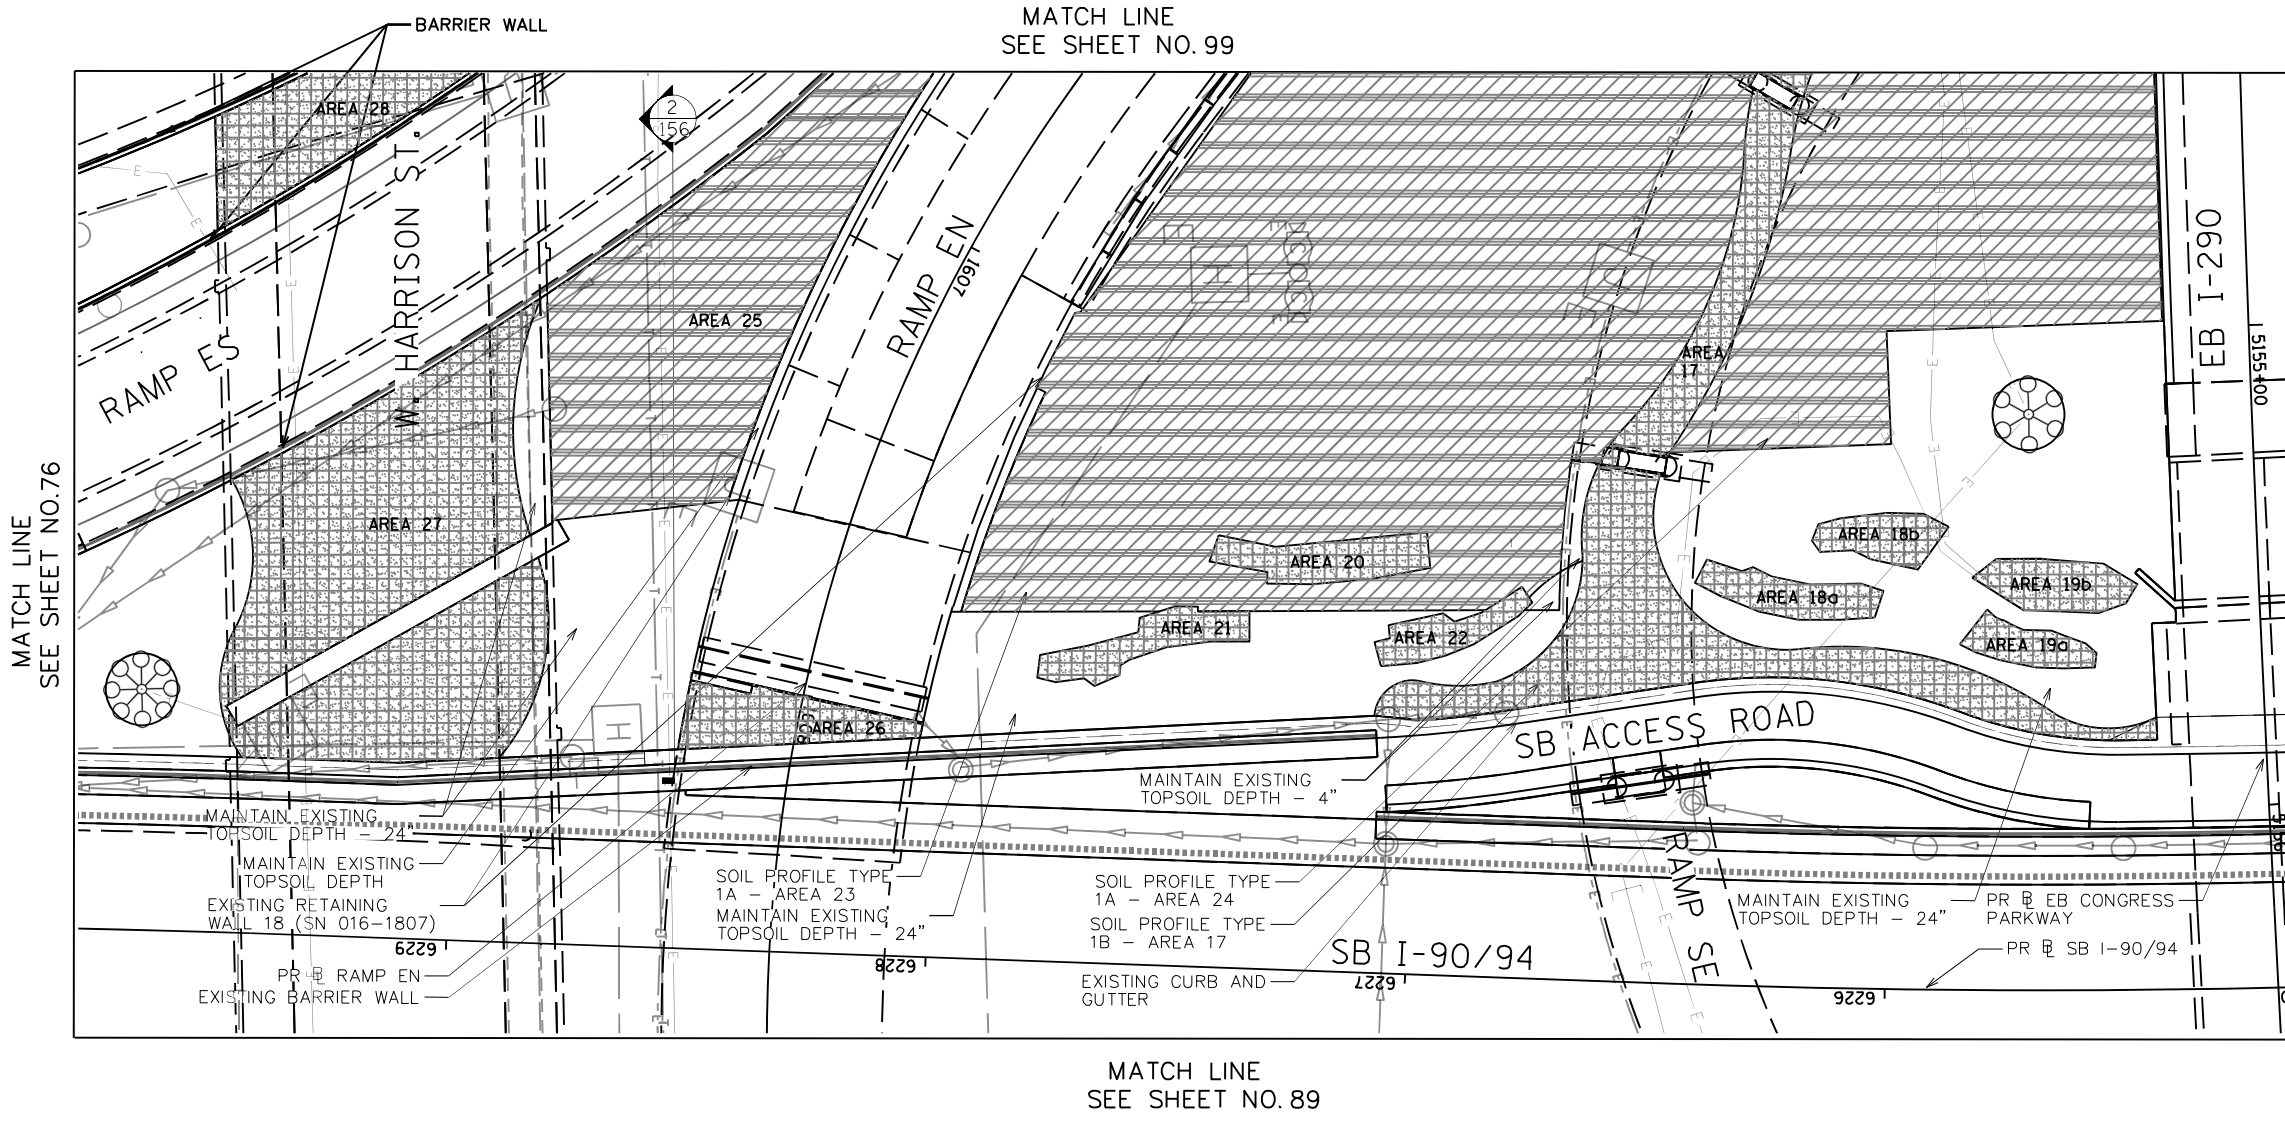 BARRIER WALL
MATCH LINE
SEE SHEET NO. 99
AREA 28
2
156
W. HARRISON ST.
RAMP ES
RAMP EN
1607
AREA 25
H
AREA
17
EB I-290
5155+00
MATCH LINE
SEE SHEET NO. 76
AREA 27
AREA 20
AREA 18b
AREA 19b
AREA 18a
AREA 21
AREA 22
AREA 19a
H
AREA 26
SB ACCESS ROAD
MAINTAIN EXISTING
TOPSOIL DEPTH - 4"
MAINTAIN EXISTING
TOPSOIL DEPTH - 24"
MAINTAIN EXISTING
TOPSOIL DEPTH
EXISTING RETAINING
WALL 18 (SN 016-1807)
PR BL RAMP EN
EXISTING BARRIER WALL
SOIL PROFILE TYPE
1A - AREA 23
MAINTAIN EXISTING
TOPSOIL DEPTH - 24"
SOIL PROFILE TYPE
1A - AREA 24
SOIL PROFILE TYPE
1B - AREA 17
EXISTING CURB AND
GUTTER
RAMP SE
MAINTAIN EXISTING
TOPSOIL DEPTH - 24"
PR BL EB CONGRESS
PARKWAY
PR BL SB I-90/94
SB I-90/94
6229
6228
6227
6226
MATCH LINE
SEE SHEET NO. 89